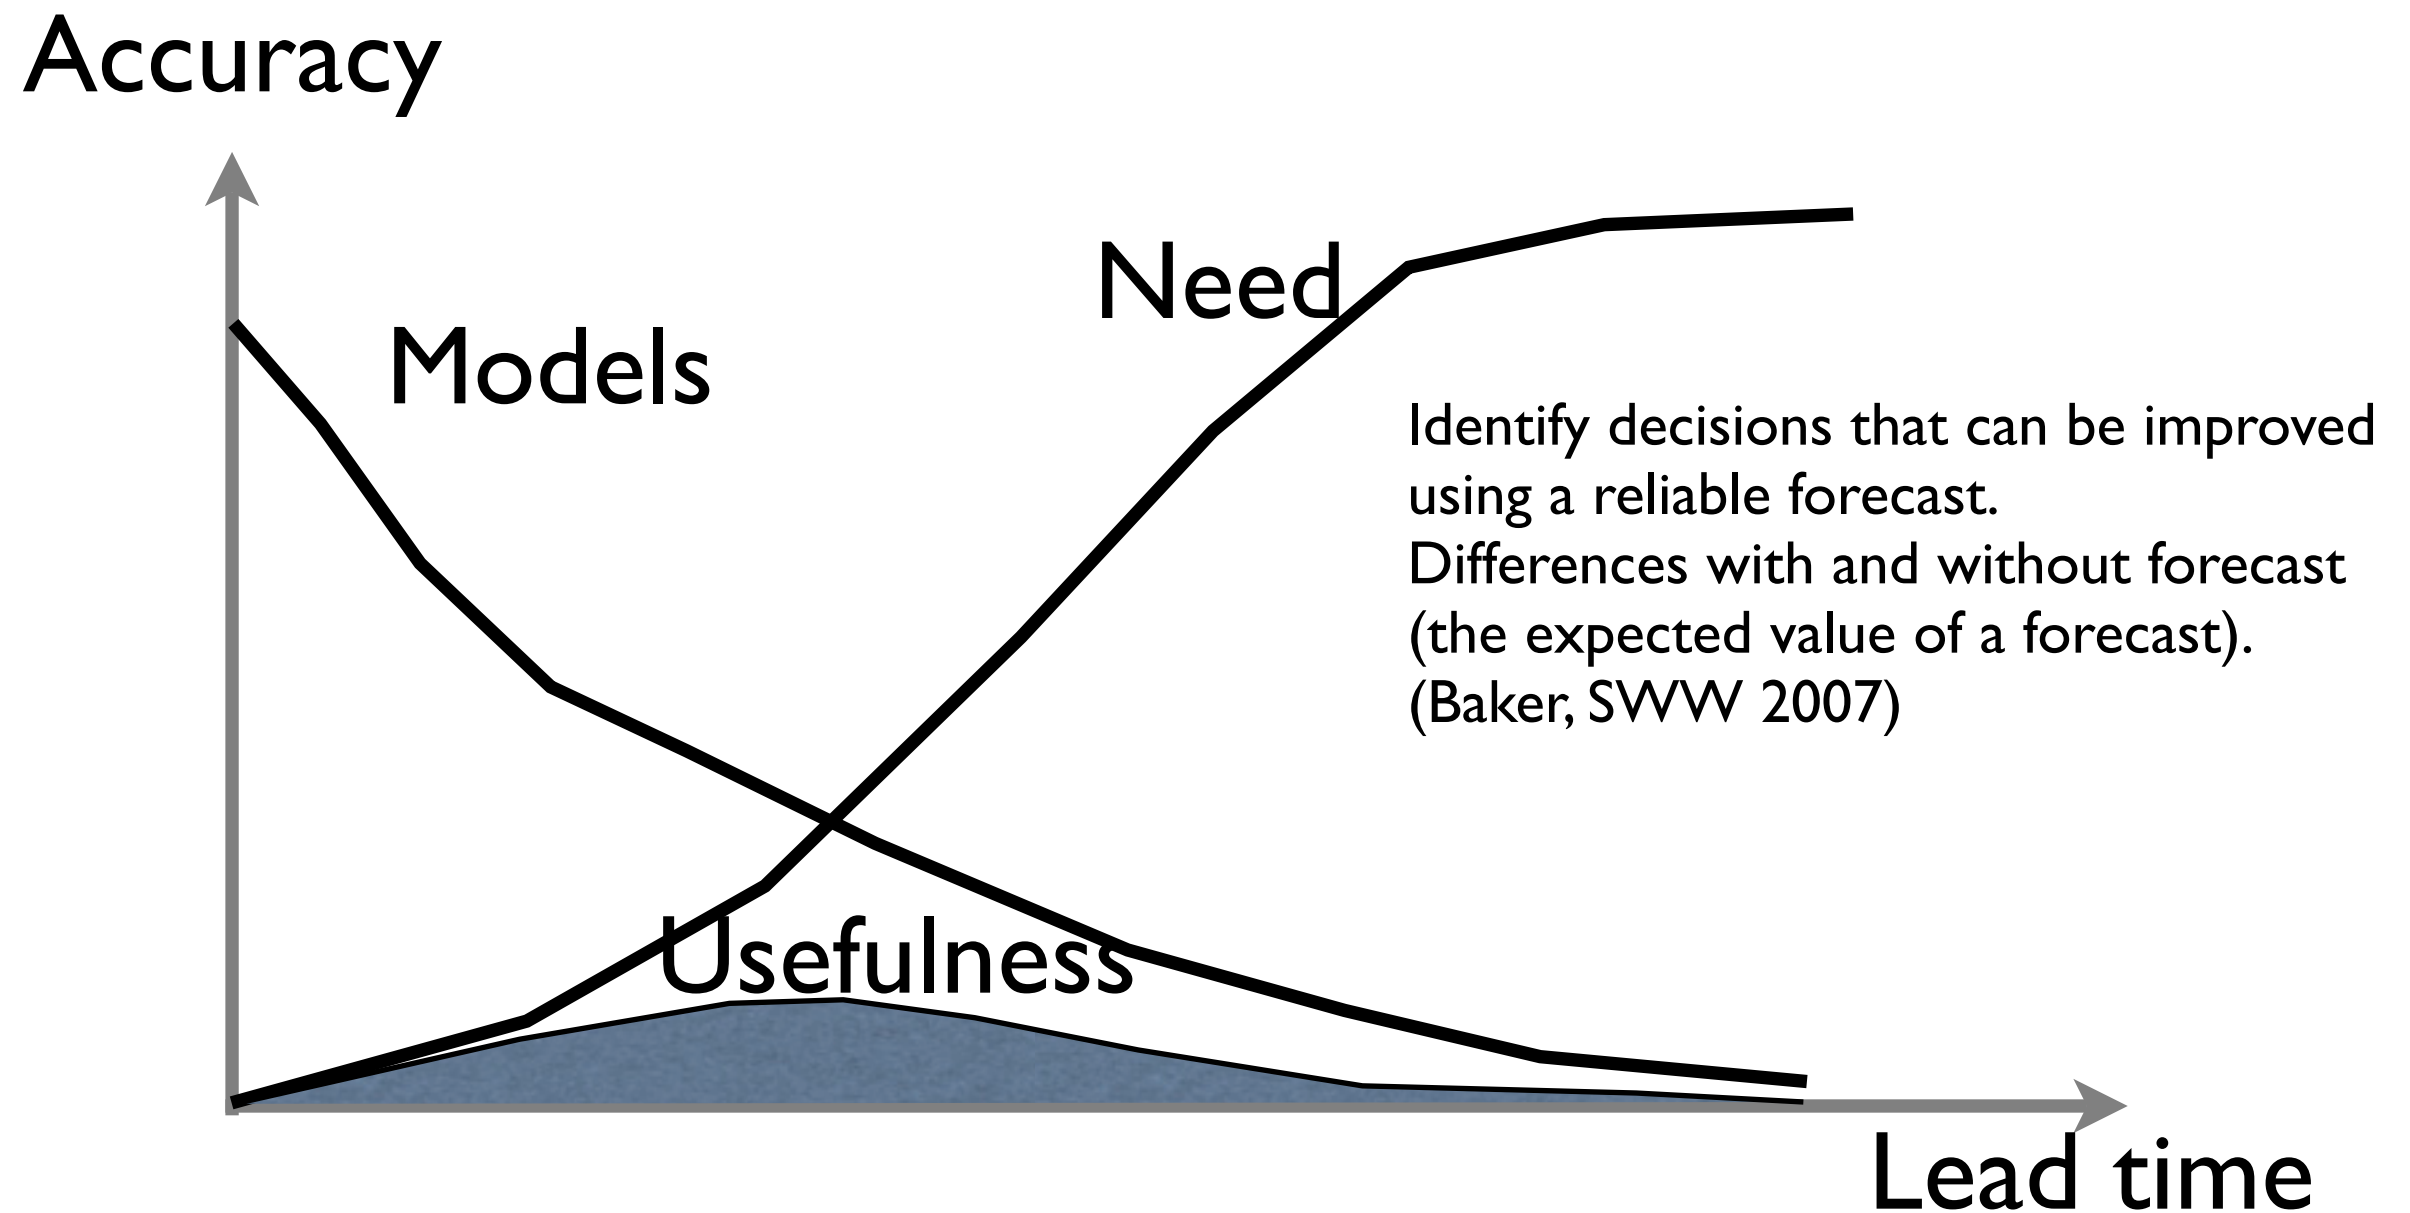 Accuracy
Need
Models
Identify decisions that can be improved
using a reliable forecast.
Differences with and without forecast
(the expected value of a forecast).
(Baker, SWW 2007)
Usefulness
Lead time